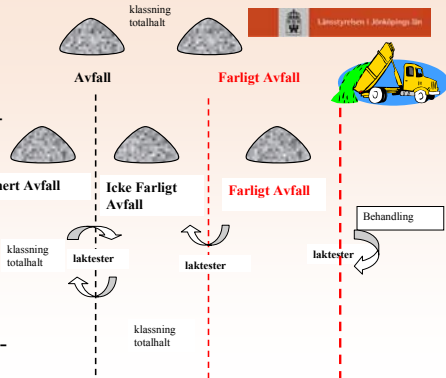 klassning
totalhalt
Länsstyrelsen i Jönköpings län
Avfall
Farligt Avfall
nert Avfall
Icke Farligt
Avfall
Farligt Avfall
Behandling
klassning
totalhalt
laktester
laktester
laktester
klassning
totalhalt